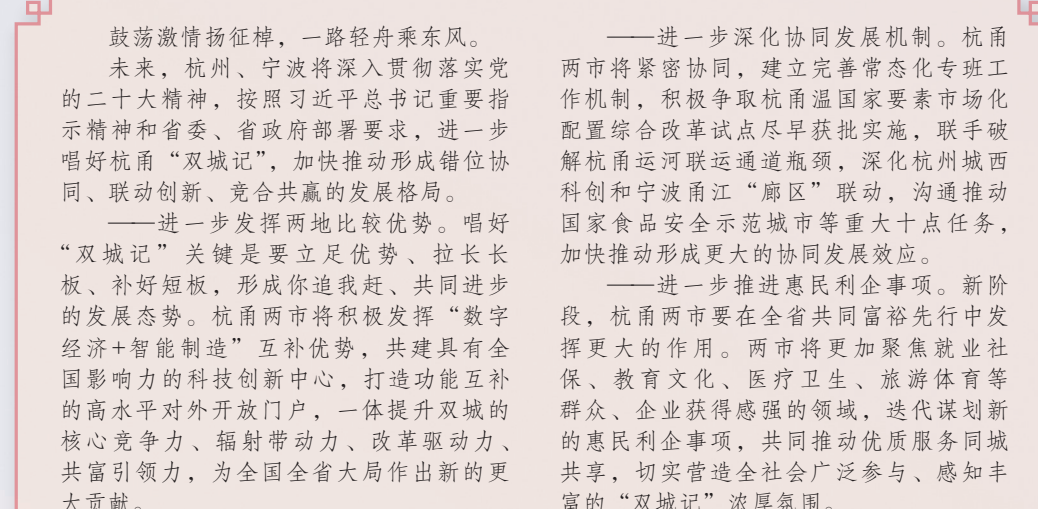 鼓荡激情扬征棹，一路轻舟乘东风。
未来，杭州、宁波将深入贯彻落实党
的二十大精神，按照习近平总书记重要指
示精神和省委、省政府部署要求，进一步
唱好杭甬“双城记”，加快推动形成错位协
同、联动创新、竞合共赢的发展格局。
——进一步发挥两地比较优势。唱好
“双城记”关键是要立足优势、拉长长
板、补好短板，形成你追我赶、共同进步
的发展态势。杭甬两市将积极发挥“数字
经济+智能制造”互补优势，共建具有全
国影响力的科技创新中心，打造功能互补
的高水平对外开放门户，一体提升双城的
核心竞争力、辐射带动力、改革驱动力、
共富引领力，为全国全省大局作出新的更
大贡献。
——进一步深化协同发展机制。杭甬
两市将紧密协同，建立完善常态化专班工
作机制，积极争取杭甬温国家要素市场化
配置综合改革试点尽早获批实施，联手破
解杭甬运河联运通道瓶颈，深化杭州城西
科创和宁波甬江“廊区”联动，沟通推动
国家食品安全示范城市等重大十点任务，
加快推动形成更大的协同发展效应。
——进一步推进惠民利企事项。新阶
段，杭甬两市要在全省共同富裕先行中发
挥更大的作用。两市将更加聚焦就业社
保、教育文化、医疗卫生、旅游体育等
群众、企业获得感强的领域，迭代谋划新
的惠民利企事项，共同推动优质服务同城
共享，切实营造全社会广泛参与、感知丰
富的“双城记”浓厚氛围。